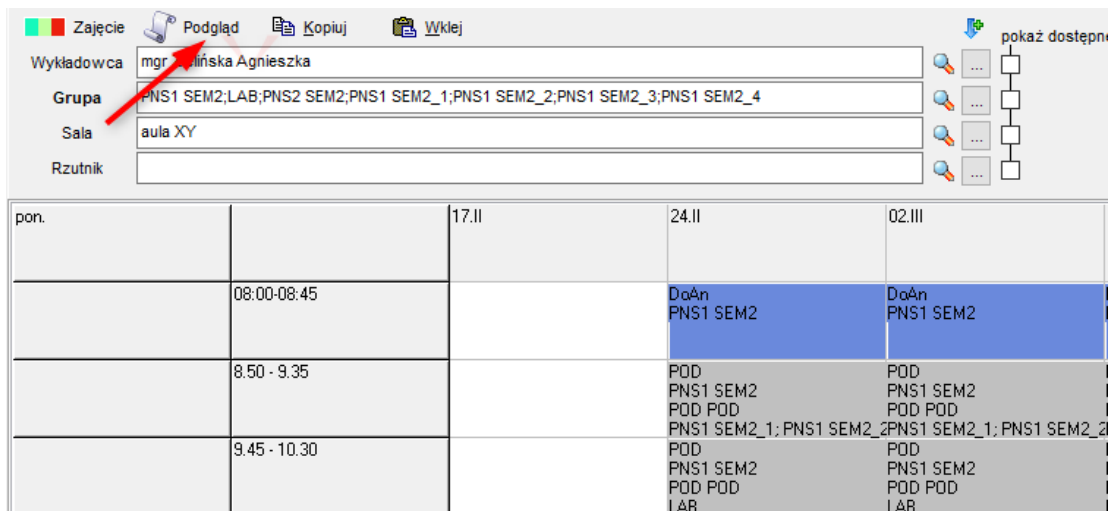 Zajęcie Podgląd Kopiuj Wklej
pokaż dostępne
Wykładowca mgr Agnieszka
Grupa PNS1 SEM2;LAB;PNS2 SEM2;PNS1 SEM2_1;PNS1 SEM2_2;PNS1 SEM2_3;PNS1 SEM2_4
Sala aula XY
Rzutnik
pon. 17.II 24.II 02.III
08:00-08:45 DoAn DoAn
PNS1 SEM2 PNS1 SEM2
8.50 - 9.35 POD POD
PNS1 SEM2 PNS1 SEM2
POD POD POD POD
PNS1 SEM2_1; PNS1 SEM2_2 PNS1 SEM2_1; PNS1 SEM2_2
9.45 - 10.30 POD POD
PNS1 SEM2 PNS1 SEM2
POD POD POD POD
LAB LAB